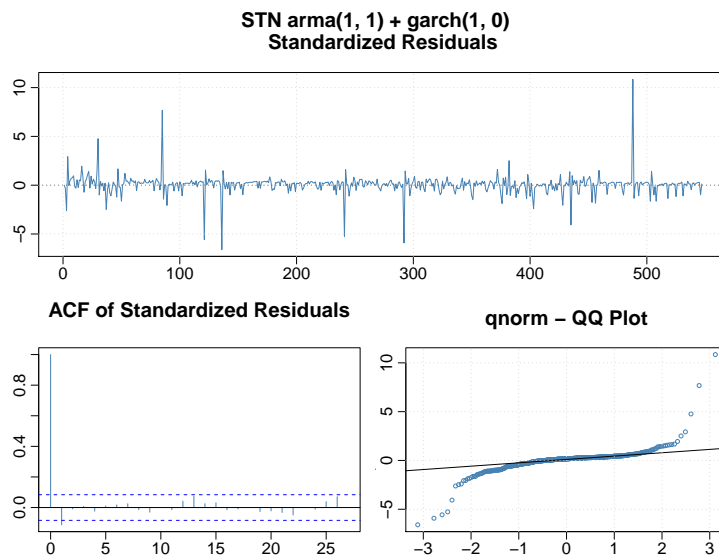 STN arma(1, 1) + garch(1, 0)
Standardized Residuals
10
5
0
−5
0 100 200 300 400 500
ACF of Standardized Residuals
0.8
0.4
0.0
0 5 10 15 20 25
qnorm − QQ Plot
10
5
0
−5
−3 −2 −1 0 1 2 3